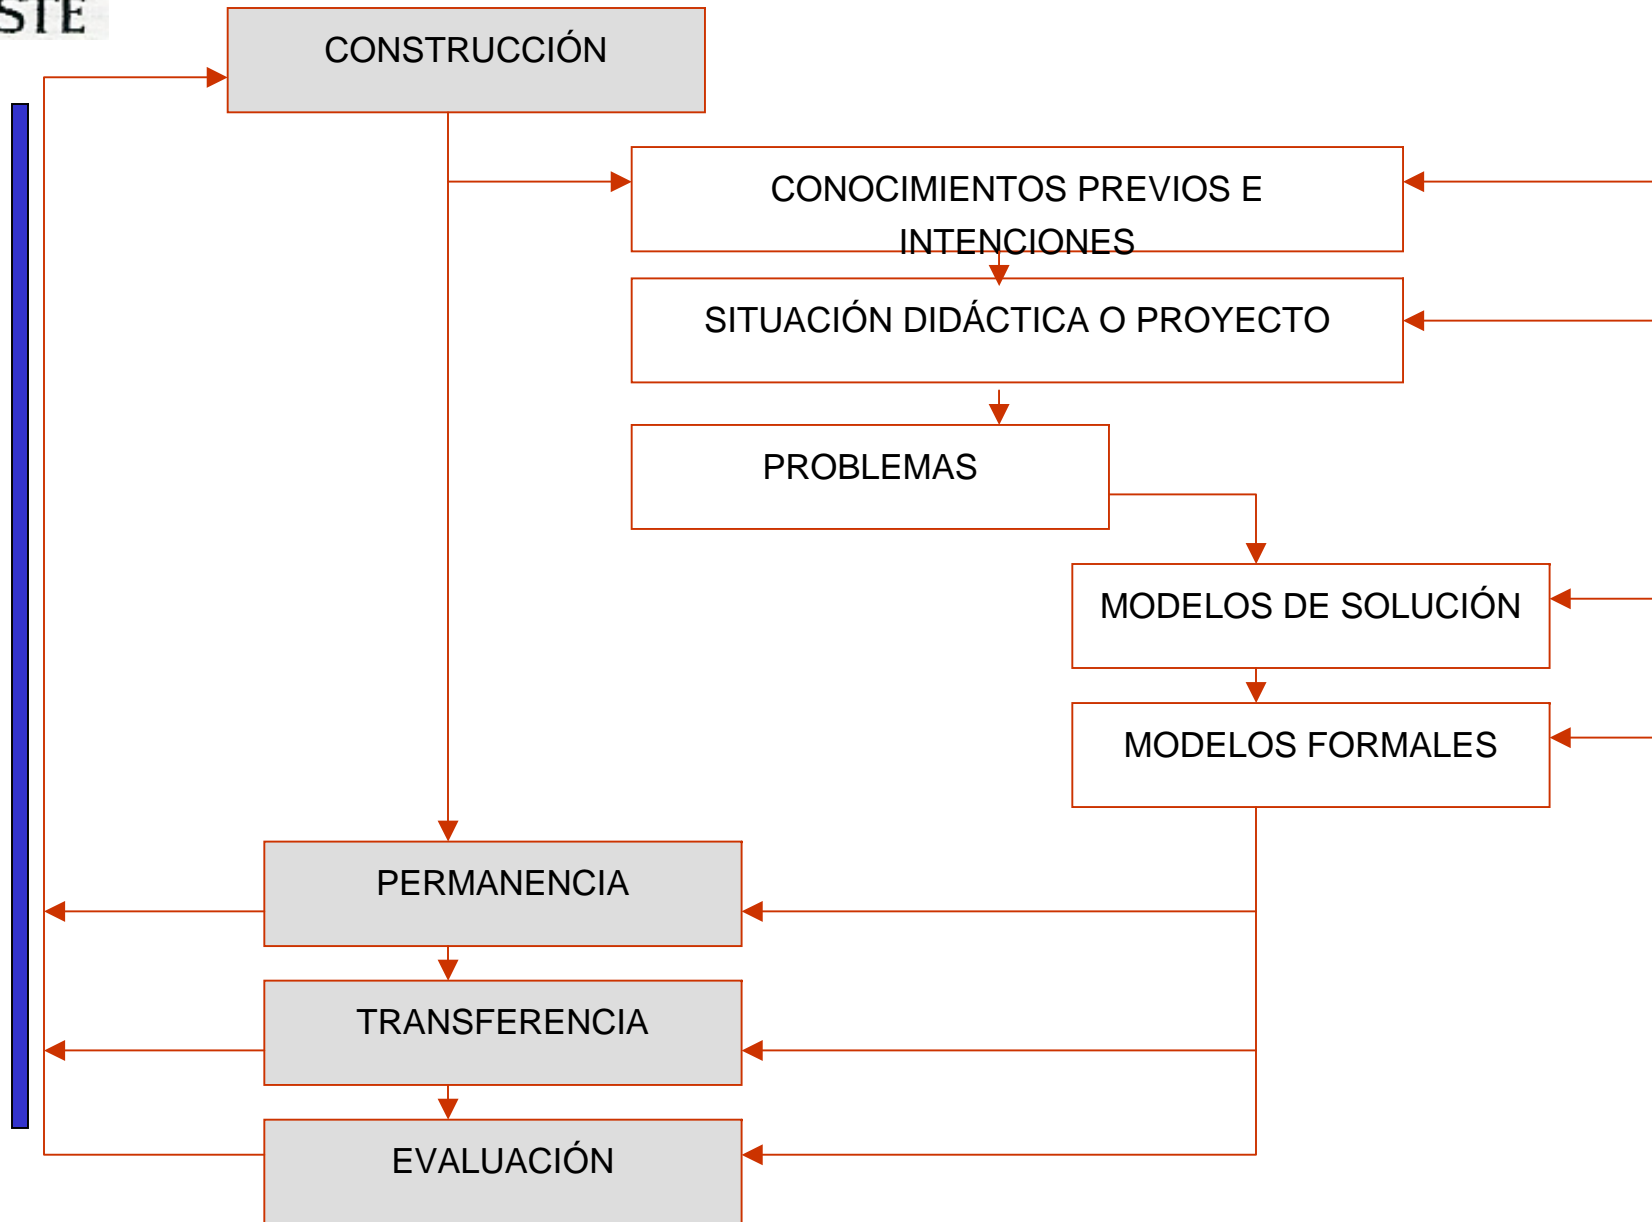 STE
CONSTRUCCIÓN
CONOCIMIENTOS PREVIOS E
INTENCIONES
SITUACIÓN DIDÁCTICA O PROYECTO
PROBLEMAS
MODELOS DE SOLUCIÓN
MODELOS FORMALES
PERMANENCIA
TRANSFERENCIA
EVALUACIÓN